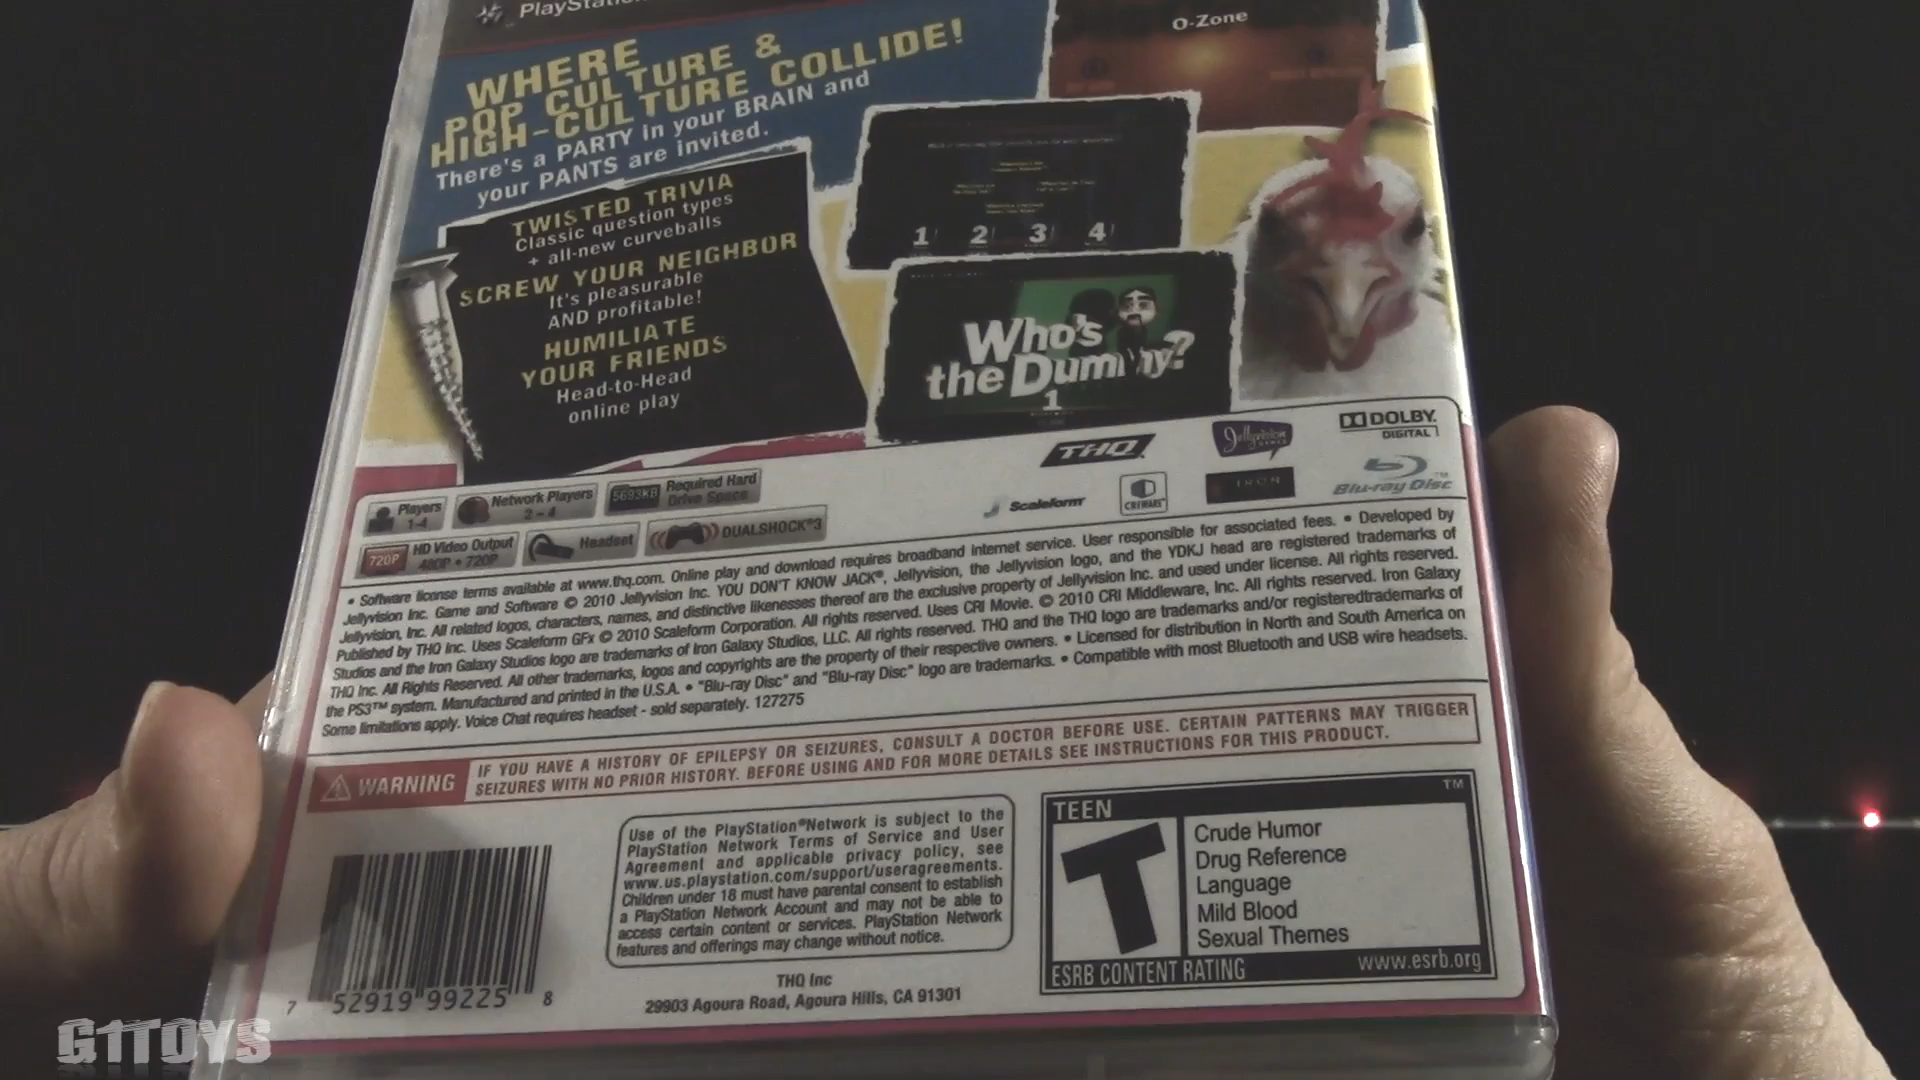 PlayStation
WHERE
POP CULTURE &
HIGH-CULTURE COLLIDE!
There's a PARTY in your BRAIN and
your PANTS are invited.
TWISTED TRIVIA
Classic question types
+ all-new curveballs
SCREW YOUR NEIGHBOR
It's pleasurable
AND profitable!
HUMILIATE
YOUR FRIENDS
Head-to-Head
online play
O-Zone
1 2 3 4
Who's
the Dummy?
1
THQ
Jellyvision
GAMES
DOLBY
DIGITAL
Scaleform
CRIWARE
IRON
Blu-ray Disc™
Players
1-4
Network Players
2-4
5693KB
Required Hard
Drive Space
720P
HD Video Output
480P • 720P
Headset
DUALSHOCK®3
• Software license terms available at www.thq.com. Online play and download requires broadband internet service. User responsible for associated fees. • Developed by
Jellyvision Inc. Game and Software © 2010 Jellyvision Inc. YOU DON'T KNOW JACK®, Jellyvision, the Jellyvision logo, and the YDKJ head are registered trademarks of
Jellyvision, Inc. All related logos, characters, names, and distinctive likenesses thereof are the exclusive property of Jellyvision Inc. and used under license. All rights reserved.
Published by THQ Inc. Uses Scaleform GFx © 2010 Scaleform Corporation. All rights reserved. Uses CRI Movie. © 2010 CRI Middleware, Inc. All rights reserved. Iron Galaxy
Studios and the Iron Galaxy Studios logo are trademarks of Iron Galaxy Studios, LLC. All rights reserved. THQ and the THQ logo are trademarks and/or registeredtrademarks of
THQ Inc. All Rights Reserved. All other trademarks, logos and copyrights are the property of their respective owners. • Licensed for distribution in North and South America on
the PS3™ system. Manufactured and printed in the U.S.A. • "Blu-ray Disc" and "Blu-ray Disc" logo are trademarks. • Compatible with most Bluetooth and USB wire headsets.
Some limitations apply. Voice Chat requires headset - sold separately. 127275
WARNING
IF YOU HAVE A HISTORY OF EPILEPSY OR SEIZURES, CONSULT A DOCTOR BEFORE USE. CERTAIN PATTERNS MAY TRIGGER
SEIZURES WITH NO PRIOR HISTORY. BEFORE USING AND FOR MORE DETAILS SEE INSTRUCTIONS FOR THIS PRODUCT.
7 52919 99225 8
Use of the PlayStation®Network is subject to the
PlayStation Network Terms of Service and User
Agreement and applicable privacy policy, see
www.us.playstation.com/support/useragreements.
Children under 18 must have parental consent to establish
a PlayStation Network Account and may not be able to
access certain content or services. PlayStation Network
features and offerings may change without notice.
THQ Inc
29903 Agoura Road, Agoura Hills, CA 91301
TEEN
™
T
Crude Humor
Drug Reference
Language
Mild Blood
Sexual Themes
ESRB CONTENT RATING
www.esrb.org
G1TOYS